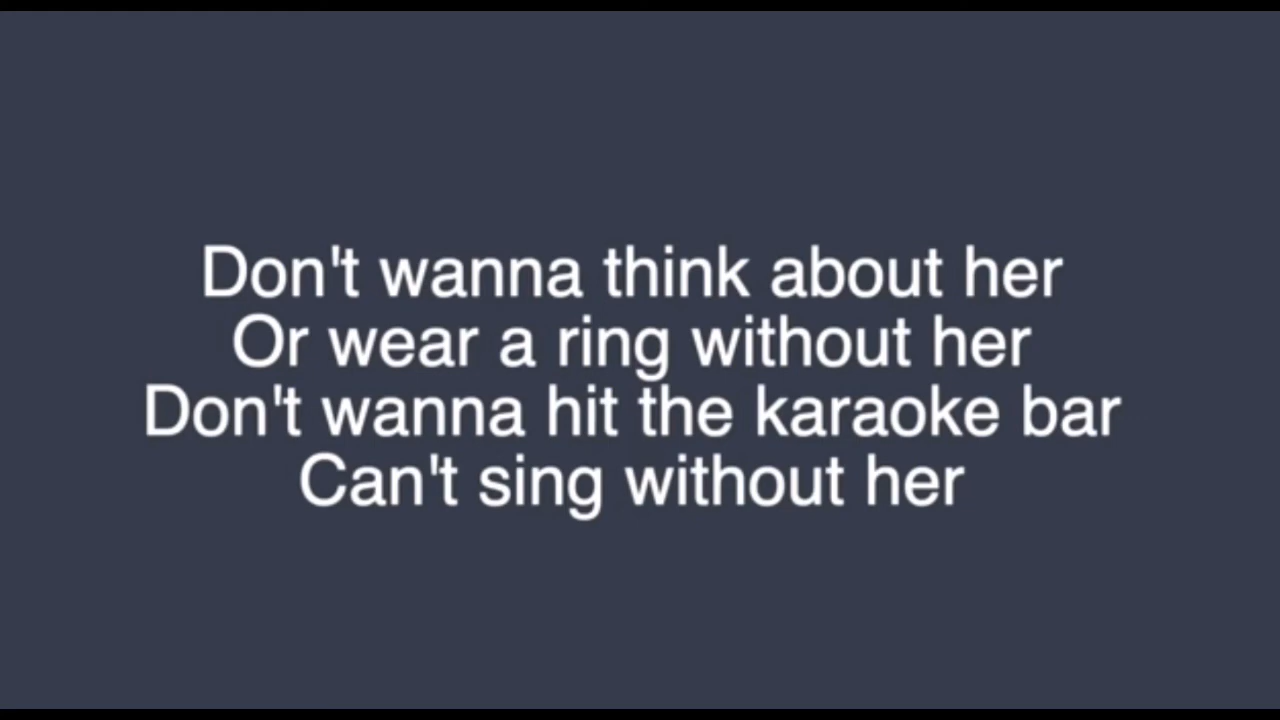 Don't wanna think about her
Or wear a ring without her
Don't wanna hit the karaoke bar
Can't sing without her